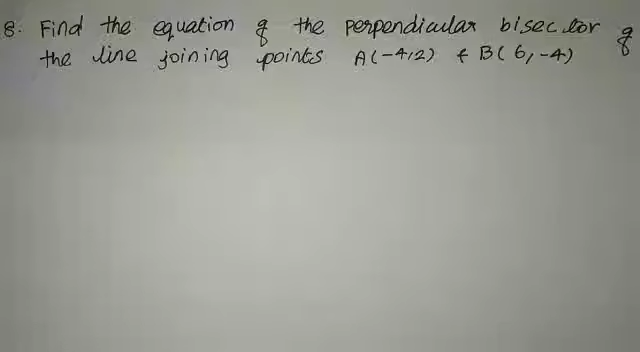 8. Find the equation of the perpendicular bisector of
the line joining points A(-4,2) & B(6,-4)